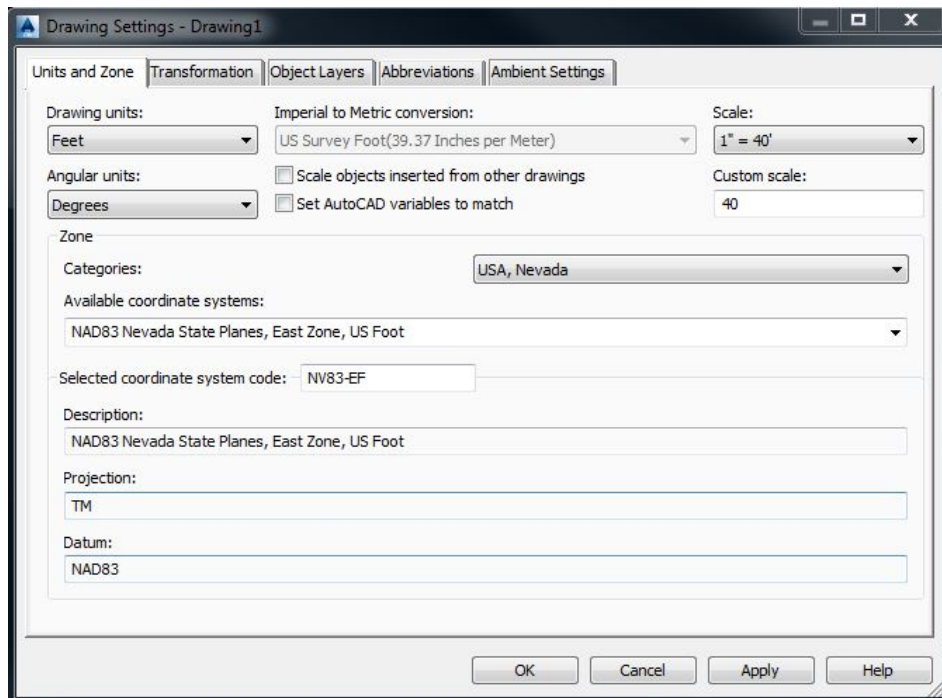 Drawing Settings - Drawing1
Units and Zone Transformation Object Layers Abbreviations Ambient Settings
Drawing units: Imperial to Metric conversion: Scale:
Feet US Survey Foot(39.37 Inches per Meter) 1" = 40'
Angular units: Scale objects inserted from other drawings Custom scale:
Degrees Set AutoCAD variables to match 40
Zone
Categories: USA, Nevada
Available coordinate systems:
NAD83 Nevada State Planes, East Zone, US Foot
Selected coordinate system code: NV83-EF
Description:
NAD83 Nevada State Planes, East Zone, US Foot
Projection:
TM
Datum:
NAD83
OK Cancel Apply Help